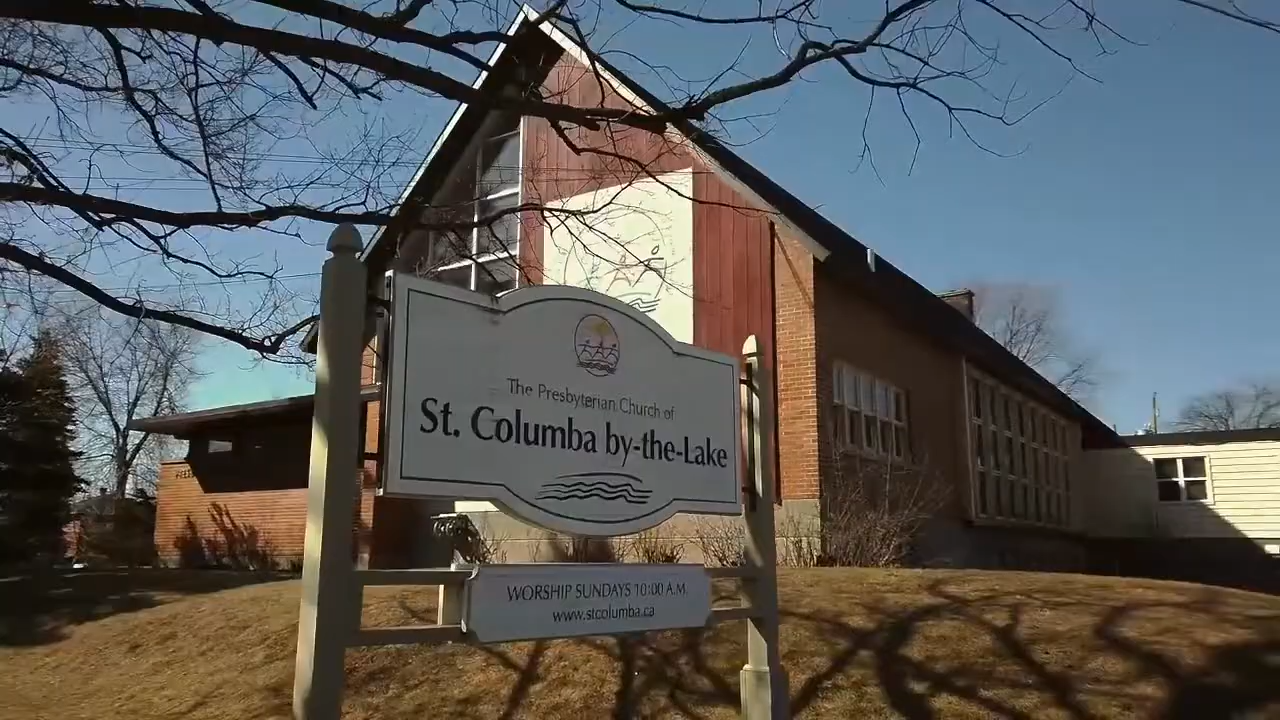 The Presbyterian Church of
St. Columba by-the-Lake
WORSHIP SUNDAYS 10:00 A.M.
www.stcolumba.ca